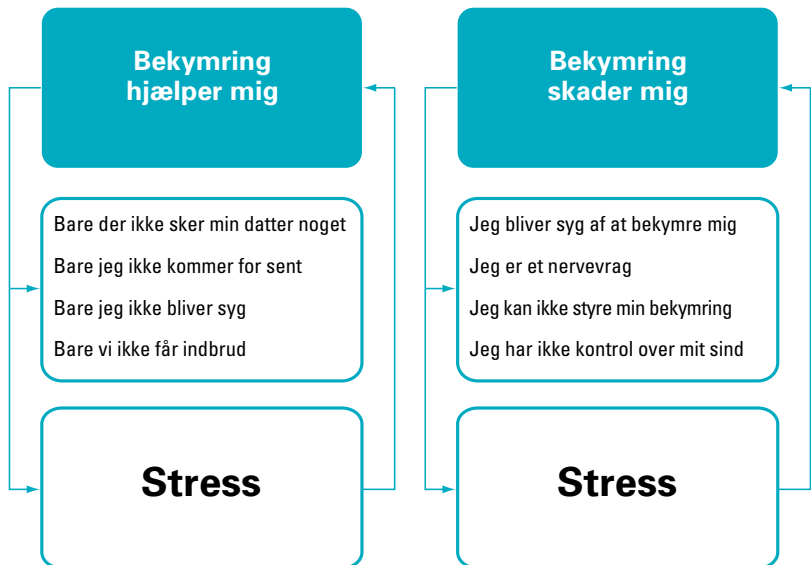 Bekymring
hjælper mig
Bare der ikke sker min datter noget
Bare jeg ikke kommer for sent
Bare jeg ikke bliver syg
Bare vi ikke får indbrud
Stress
Bekymring
skader mig
Jeg bliver syg af at bekymre mig
Jeg er et nervevrag
Jeg kan ikke styre min bekymring
Jeg har ikke kontrol over mit sind
Stress